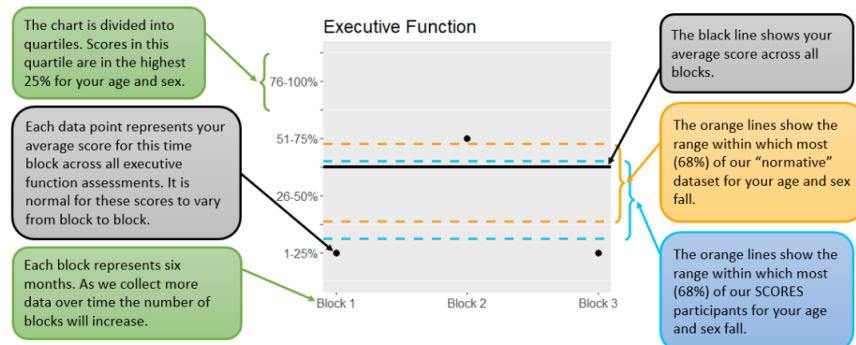 The chart is divided into
quartiles. Scores in this
quartile are in the highest
25% for your age and sex.
Each data point represents your
average score for this time
block across all executive
function assessments. It is
normal for these scores to vary
from block to block.
Each block represents six
months. As we collect more
data over time the number of
blocks will increase.
Executive Function
76-100%
51-75%
26-50%
1-25%
Block 1
Block 2
Block 3
The black line shows your
average score across all
blocks.
The orange lines show the
range within which most
(68%) of our “normative”
dataset for your age and sex
fall.
The orange lines show the
range within which most
(68%) of our SCORES
participants for your age
and sex fall.